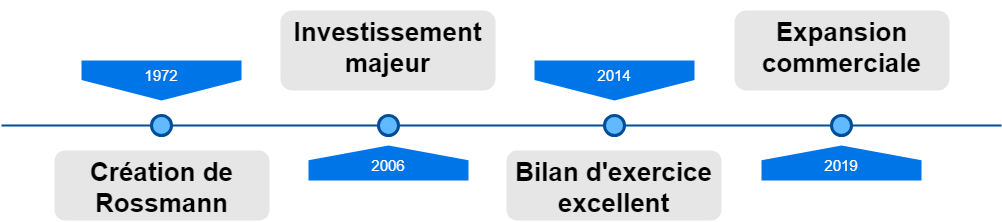 1972
Création de
Rossmann
Investissement
majeur
2006
2014
Bilan d'exercice
excellent
Expansion
commerciale
2019